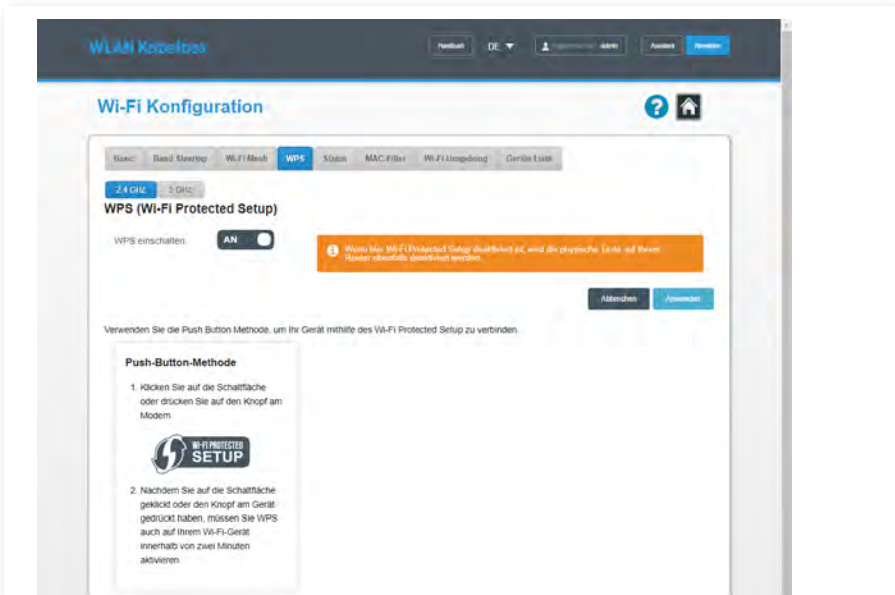 WLAN Kabelbox
Handbuch DE Admin Assistent Abmelden
Wi-Fi Konfiguration
Basic Band Steering Wi-Fi Mesh WPS Status MAC-Filter Wi-Fi Umgebung Geräte Liste
2,4 GHz 5 GHz
WPS (Wi-Fi Protected Setup)
WPS einschalten AN
Wenn hier Wi-Fi Protected Setup deaktiviert ist, wird die physische Taste auf Ihrem
Router ebenfalls deaktiviert werden.
Abbrechen Anwenden
Verwenden Sie die Push Button Methode, um Ihr Gerät mithilfe des Wi-Fi Protected Setup zu verbinden.
Push-Button-Methode
1. Klicken Sie auf die Schaltfläche
oder drücken Sie auf den Knopf am
Modem.
WI-FI PROTECTED
SETUP
2. Nachdem Sie auf die Schaltfläche
geklickt oder den Knopf am Gerät
gedrückt haben, müssen Sie WPS
auch auf Ihrem Wi-Fi-Gerät
innerhalb von zwei Minuten
aktivieren.